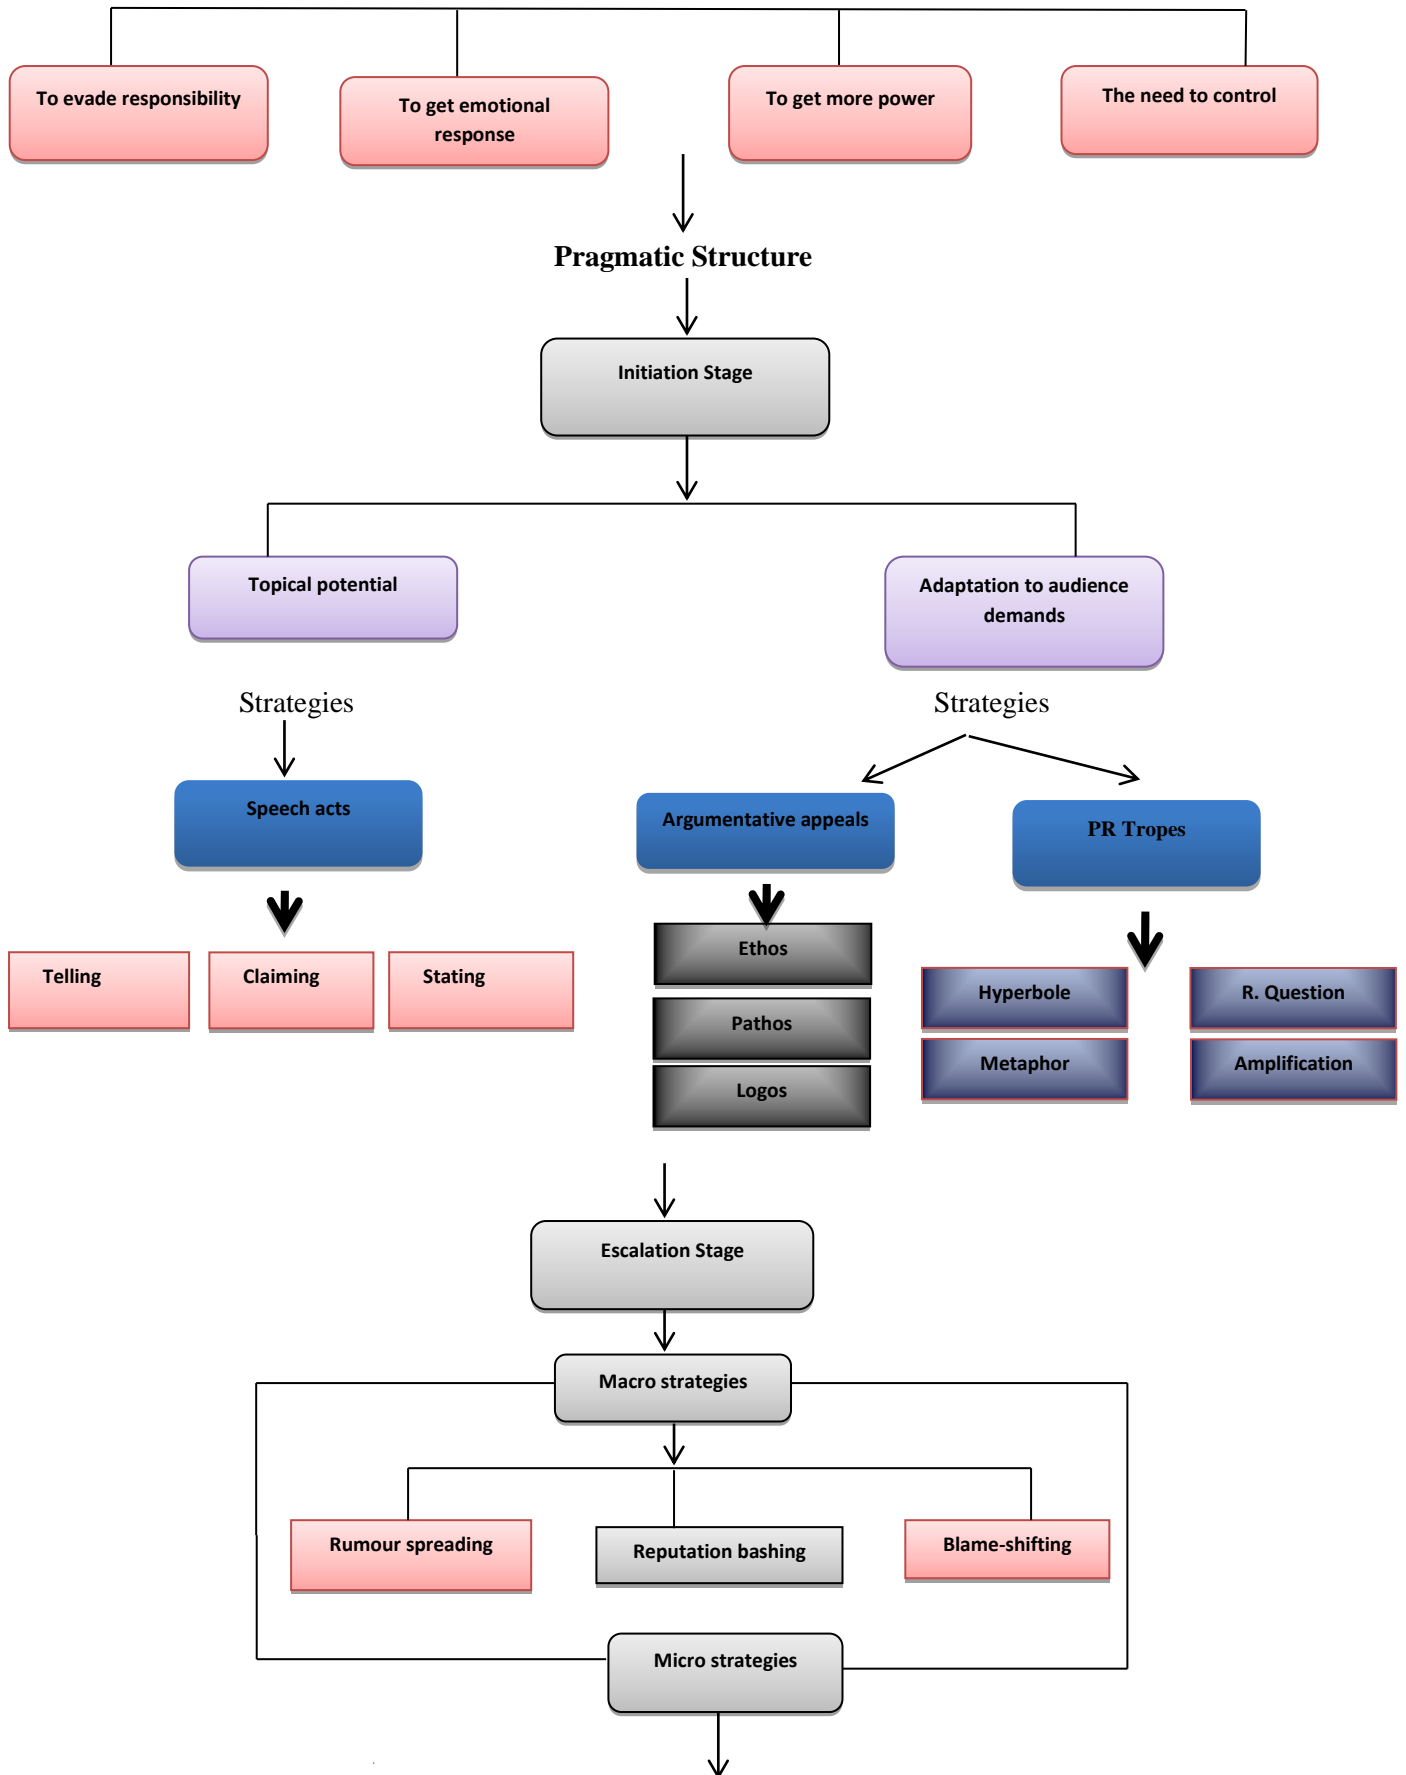 To evade responsibility
To get emotional
response
To get more power
The need to control
Pragmatic Structure
Initiation Stage
Topical potential
Adaptation to audience
demands
Strategies
Strategies
Speech acts
Argumentative appeals
PR Tropes
Telling
Claiming
Stating
Ethos
Pathos
Logos
Hyperbole
R. Question
Metaphor
Amplification
Escalation Stage
Macro strategies
Rumour spreading
Reputation bashing
Blame-shifting
Micro strategies